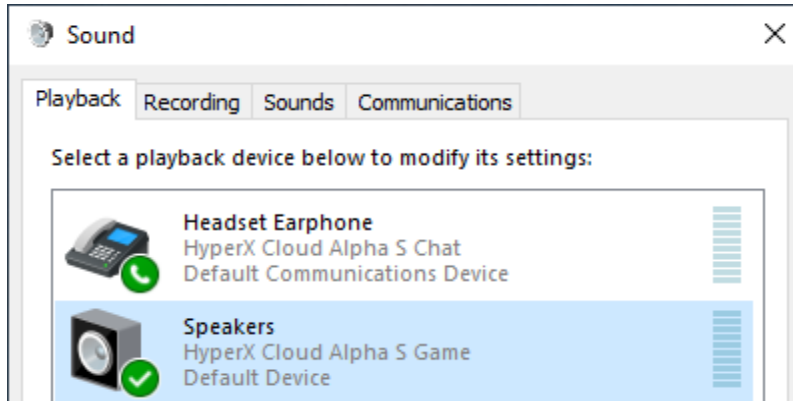 Sound
Playback Recording Sounds Communications
Select a playback device below to modify its settings:
Headset Earphone
HyperX Cloud Alpha S Chat
Default Communications Device
Speakers
HyperX Cloud Alpha S Game
Default Device